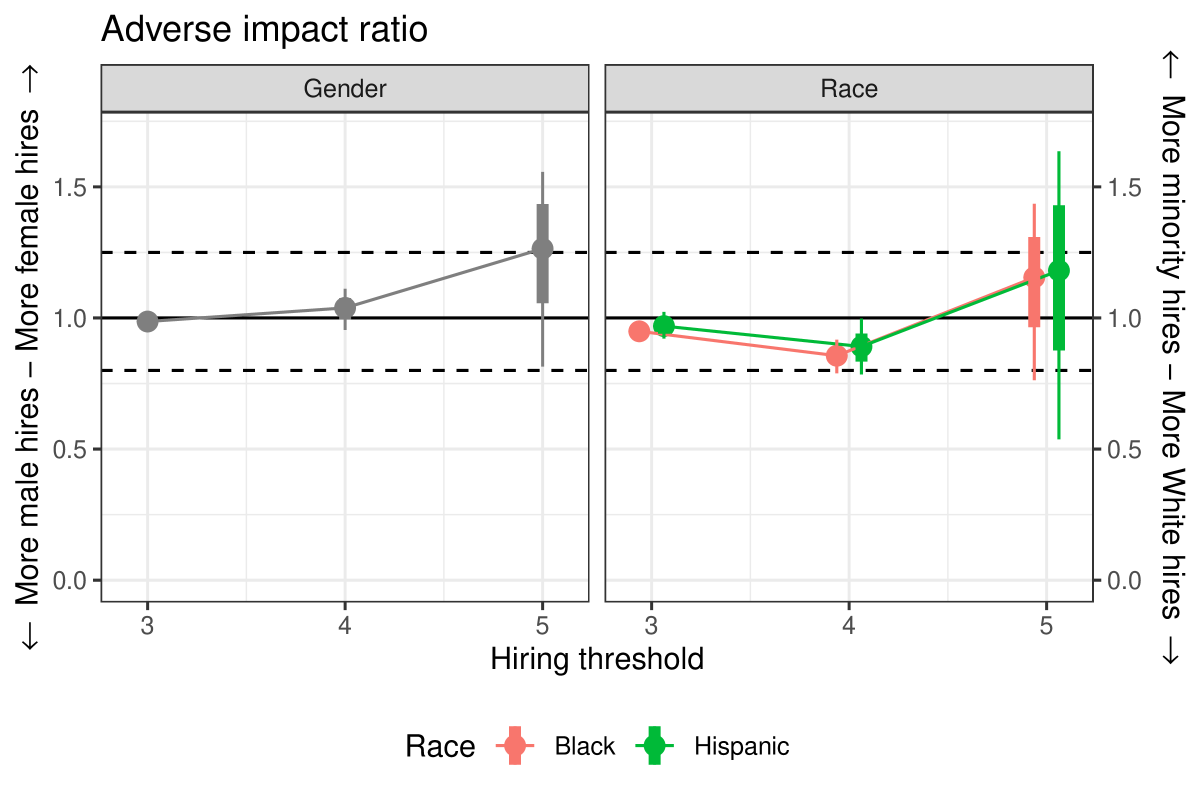 Adverse impact ratio
Gender
Race
← More male hires – More female hires →
1.5
1.0
0.5
0.0
1.5
1.0
0.5
0.0
← More minority hires – More White hires →
3
4
5
3
4
5
Hiring threshold
Race
Black
Hispanic